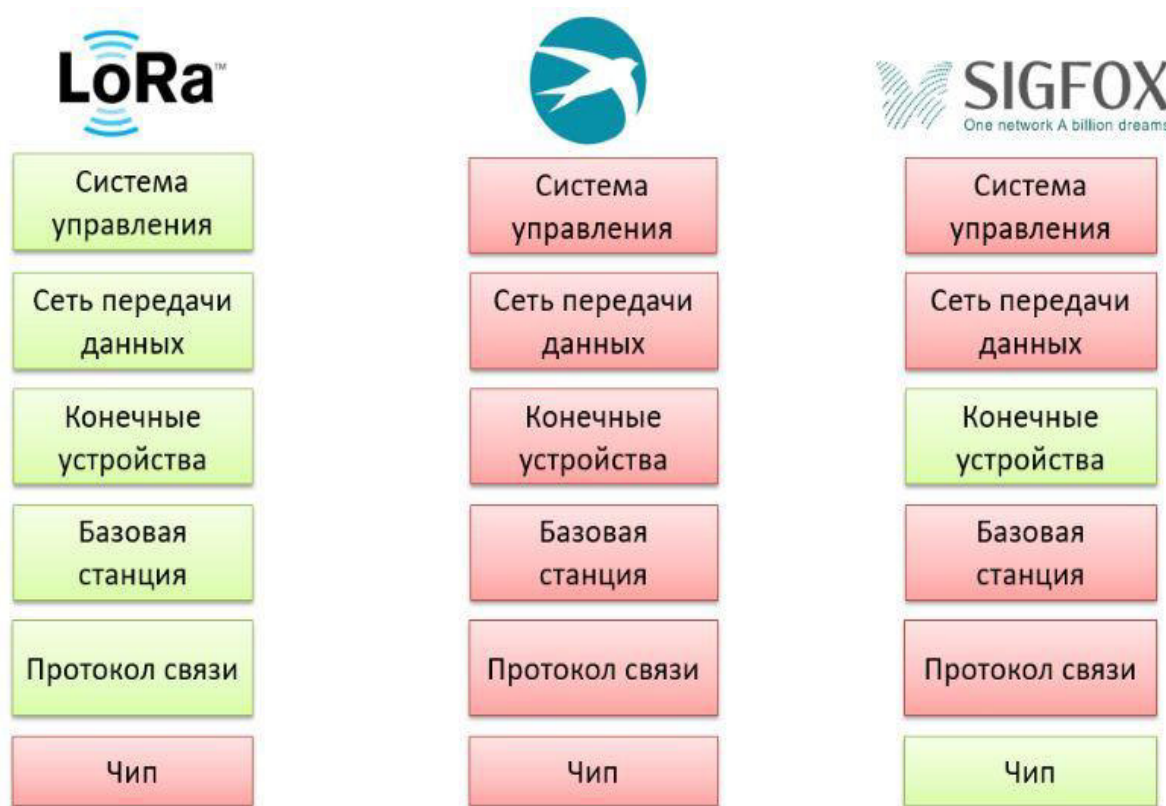 LoRa™
SIGFOX
One network A billion dreams
Система
управления
Система
управления
Система
управления
Сеть передачи
данных
Сеть передачи
данных
Сеть передачи
данных
Конечные
устройства
Конечные
устройства
Конечные
устройства
Базовая
станция
Базовая
станция
Базовая
станция
Протокол связи
Протокол связи
Протокол связи
Чип
Чип
Чип